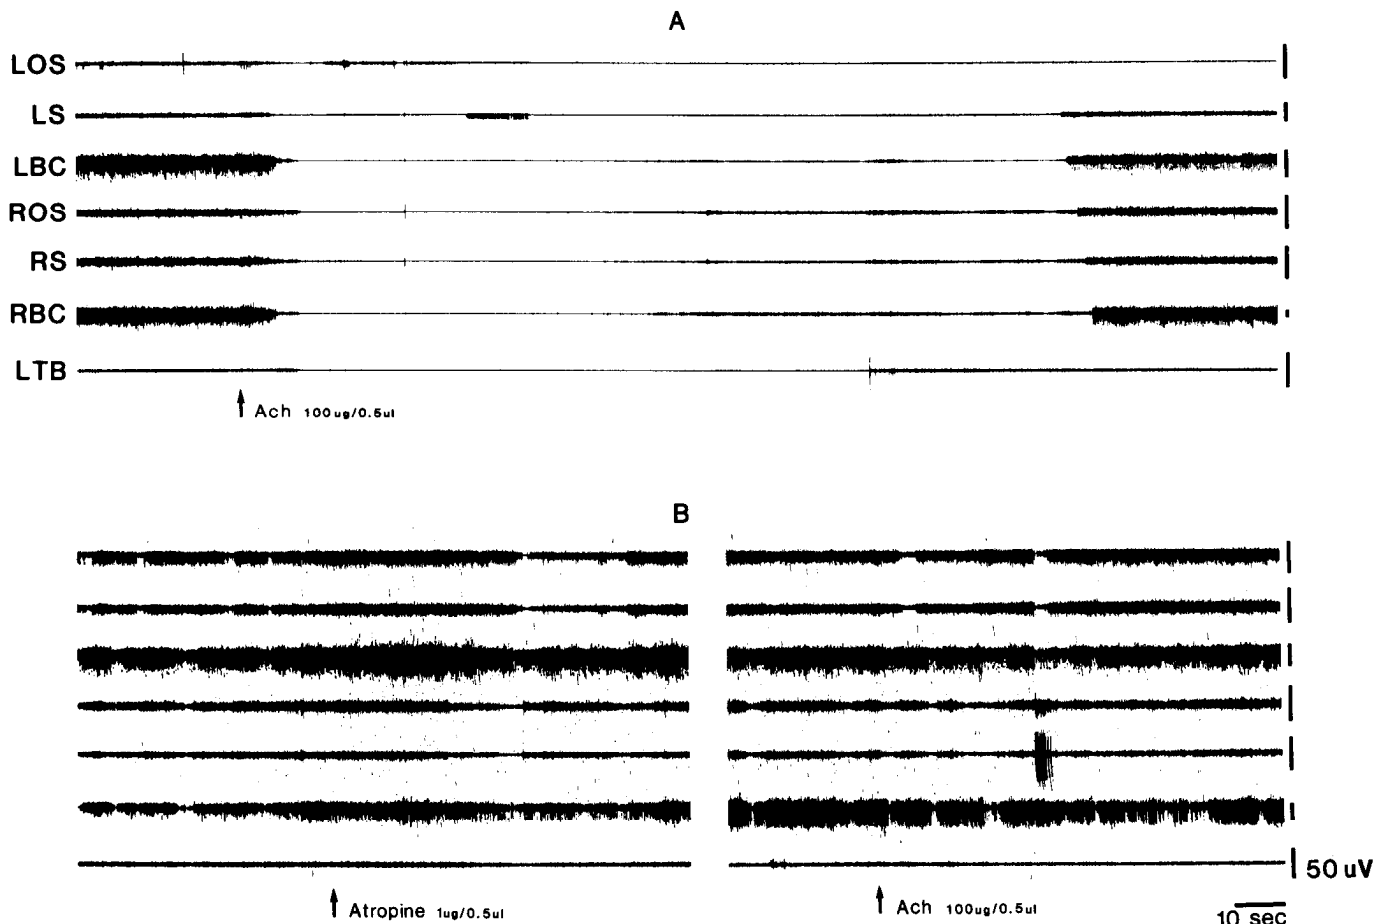 A
LOS
LS
LBC
ROS
RS
RBC
LTB
Ach 100ug/0.5ul
B
50 uV
Atropine 1ug/0.5ul
Ach 100ug/0.5ul
10 sec